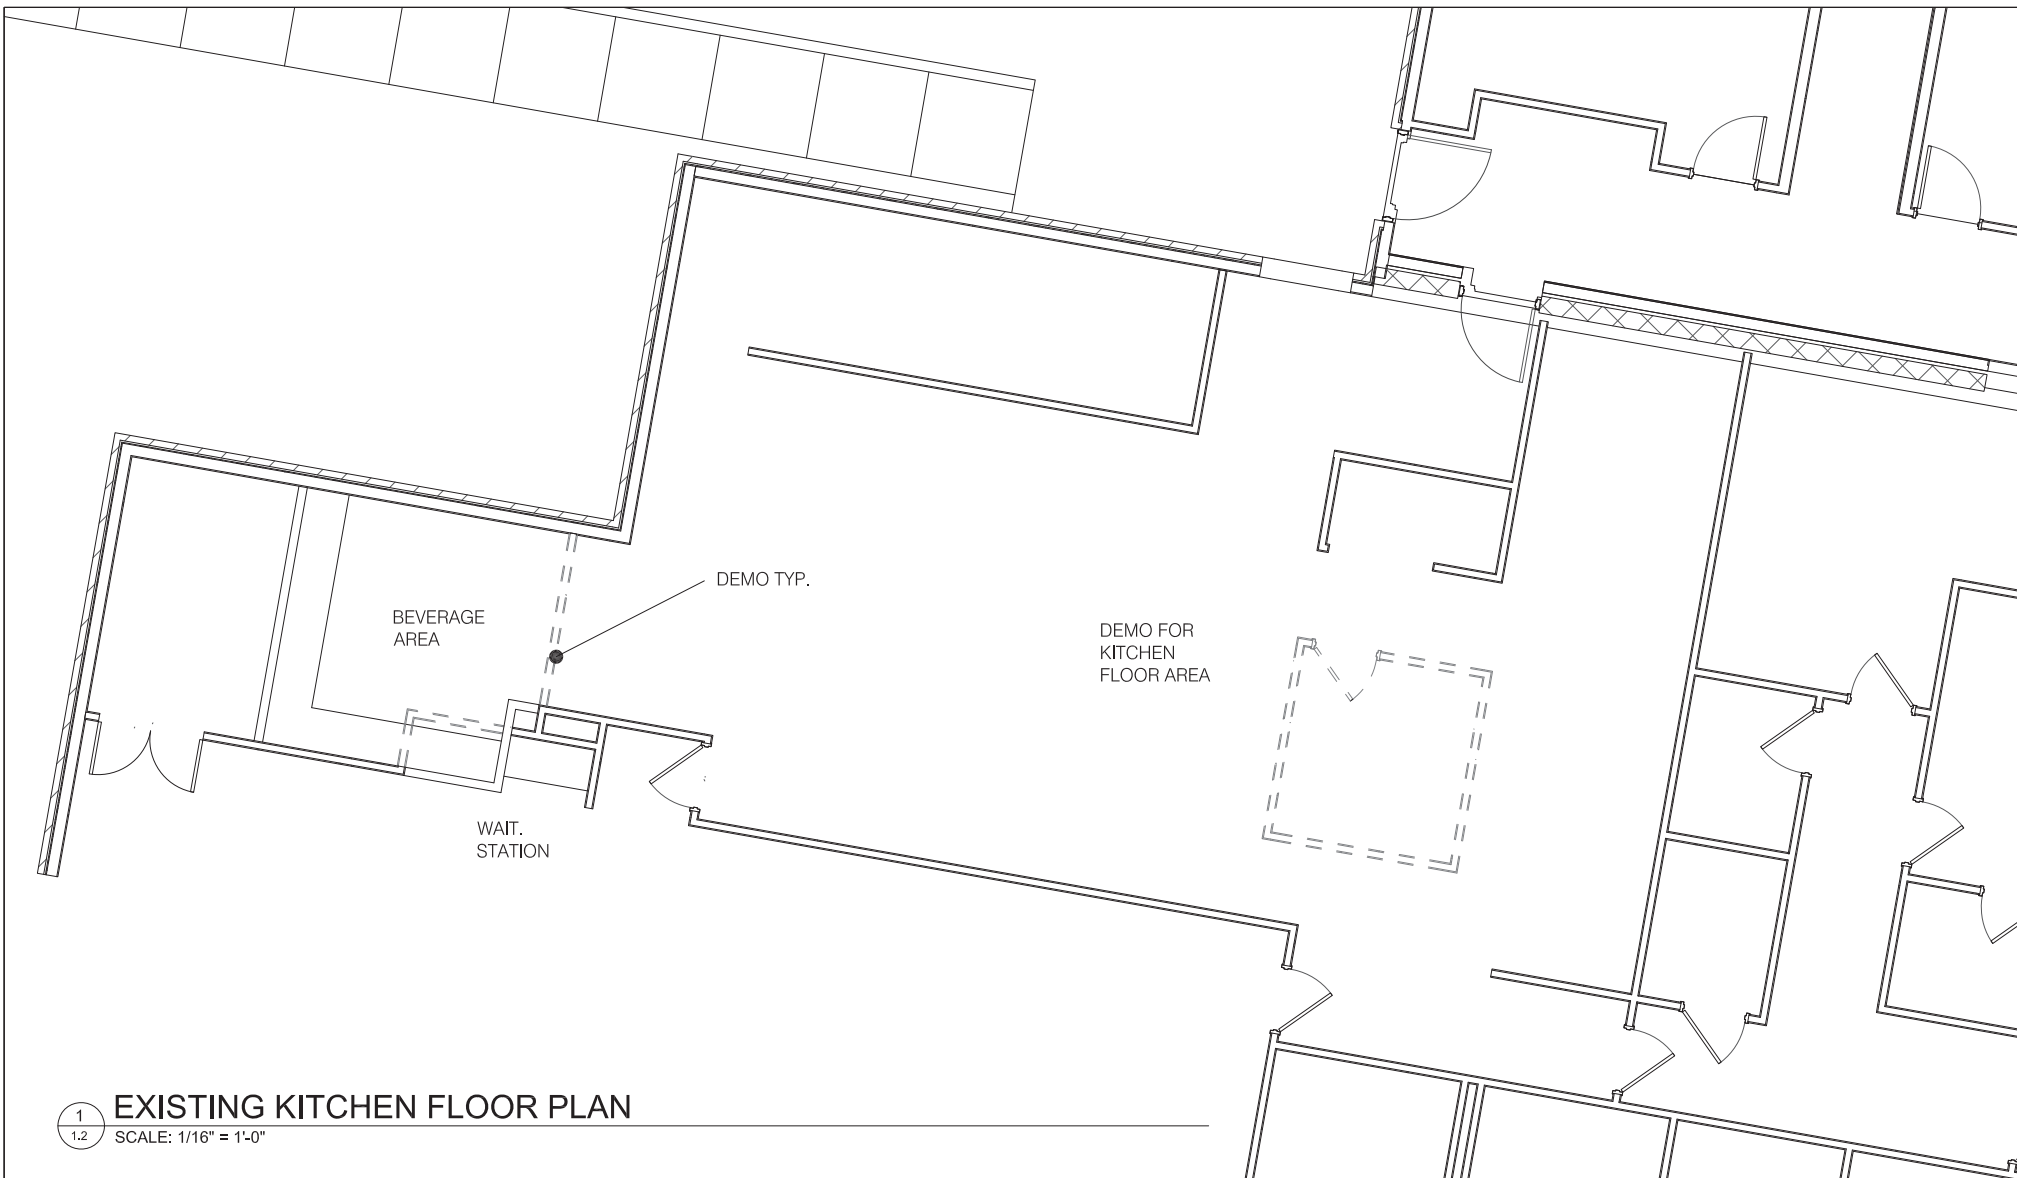 DEMO TYP.
BEVERAGE
AREA
DEMO FOR
KITCHEN
FLOOR AREA
WAIT.
STATION
1
1.2
EXISTING KITCHEN FLOOR PLAN
SCALE: 1/16" = 1'-0"